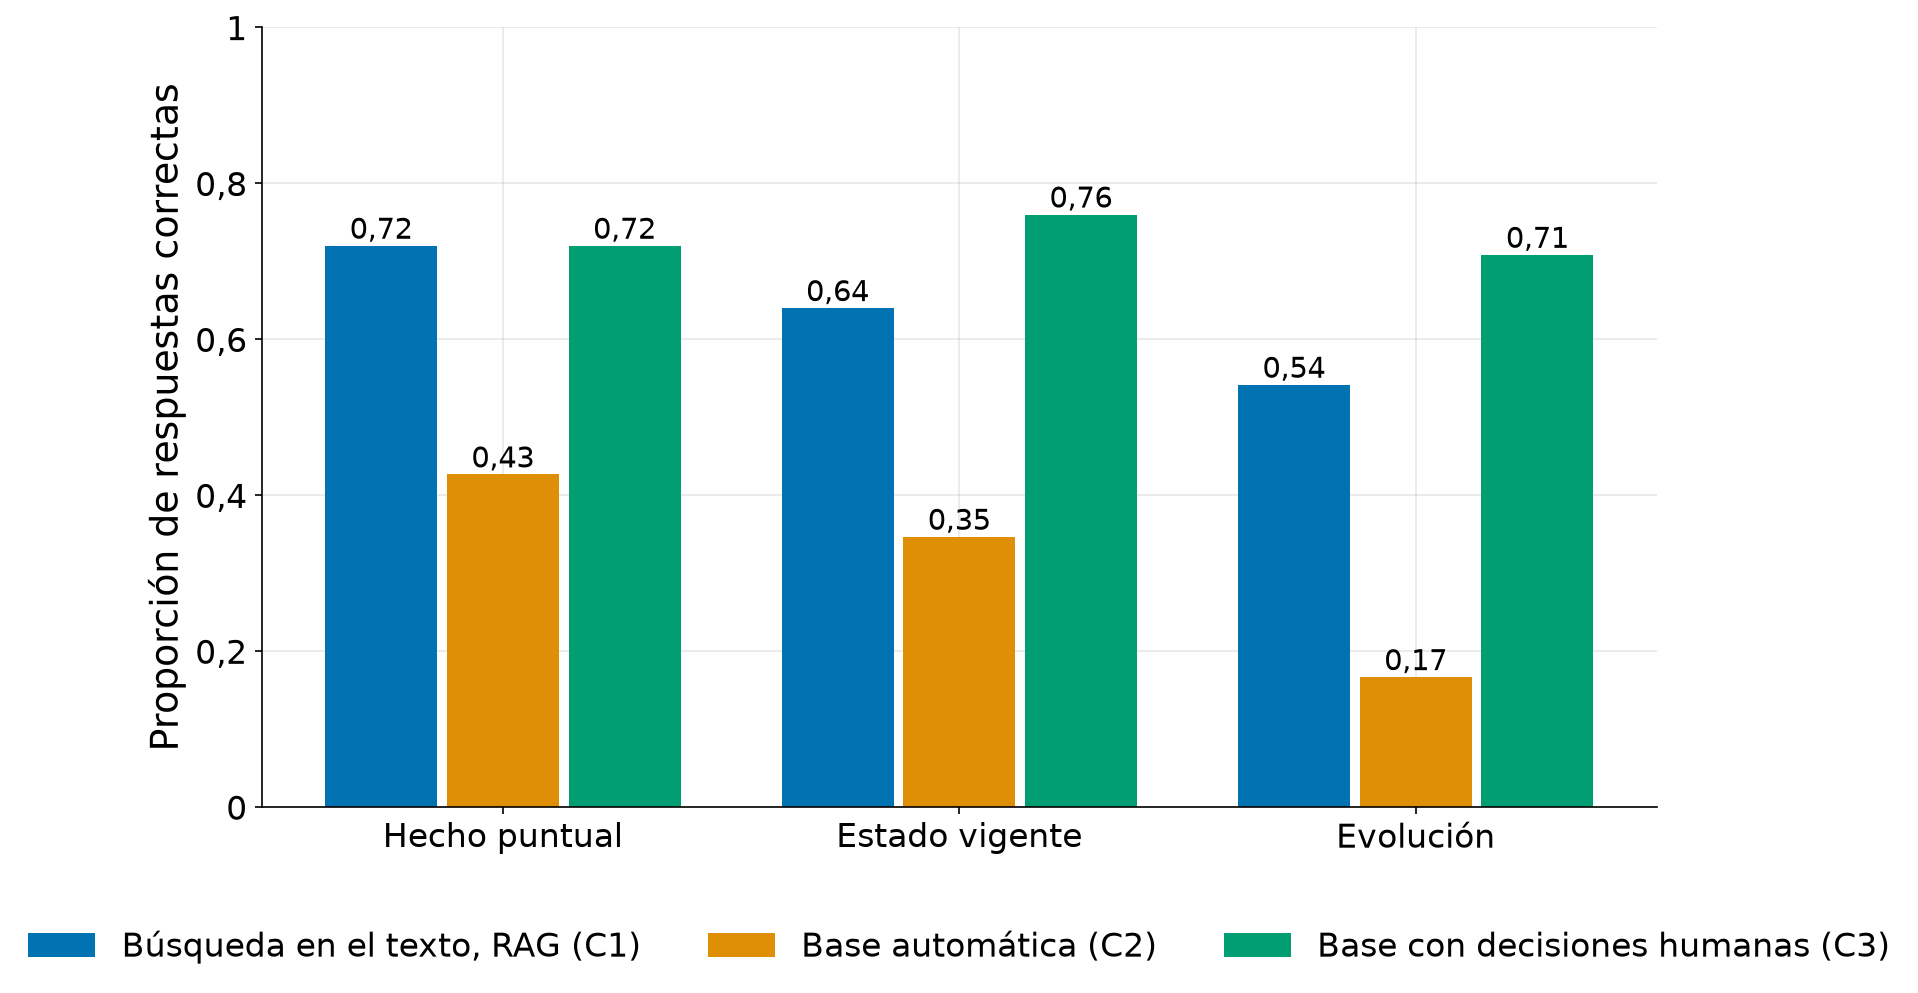 Proporción de respuestas correctas
1
0,8
0,6
0,4
0,2
0
0,72
0,43
0,72
0,64
0,35
0,76
0,54
0,17
0,71
Hecho puntual
Estado vigente
Evolución
Búsqueda en el texto, RAG (C1)
Base automática (C2)
Base con decisiones humanas (C3)